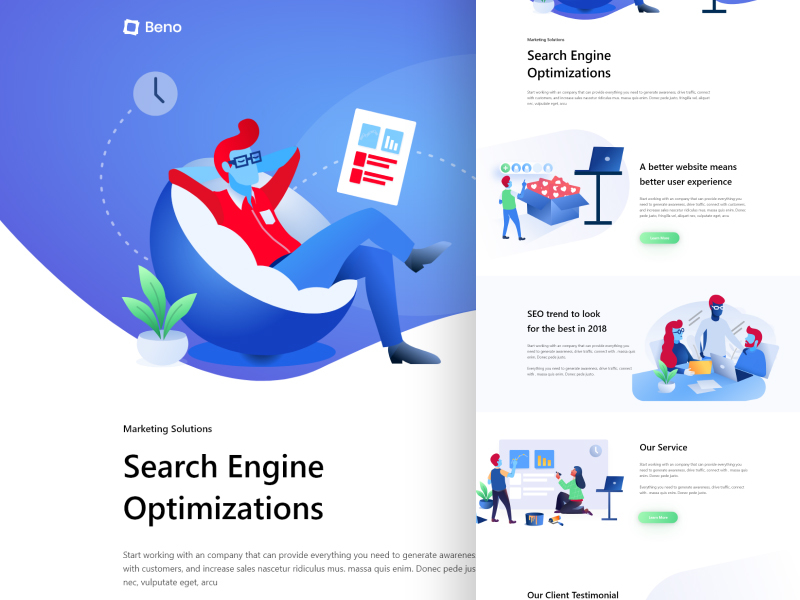 Beno
Marketing Solutions
Search Engine
Optimizations
Start working with an company that can provide everything you need to generate awarenes
with customers, and increase sales nascetur ridiculus mus. massa quis enim. Donec pede jus
nec, vulputate eget, arcu
Marketing Solutions
Search Engine
Optimizations
Start working with an company that can provide everything you need to generate awareness, drive traffic, connect
with customers, and increase sales nascetur ridiculus mus. massa quis enim. Donec pede justo, fringilla vel, aliquet
nec, vulputate eget, arcu
A better website means
better user experience
Start working with an company that can provide everything you
need to generate awareness, drive traffic, connect with customers,
and increase sales nascetur ridiculus mus. massa quis enim. Donec
pede justo, fringilla vel, aliquet nec, vulputate eget, arcu
Learn More
SEO trend to look
for the best in 2018
Start working with an company that can provide everything you
need to generate awareness, drive traffic, connect with . massa quis
enim. Donec pede justo.
Everything you need to generate awareness, drive traffic, connect
with . massa quis enim. Donec pede justo.
Our Service
Start working with an company that can provide everything you
need to generate awareness, drive traffic, connect with . massa quis
enim. Donec pede justo.
Everything you need to generate awareness, drive traffic, connect
with . massa quis enim. Donec pede justo.
Learn More
Our Client Testimonial